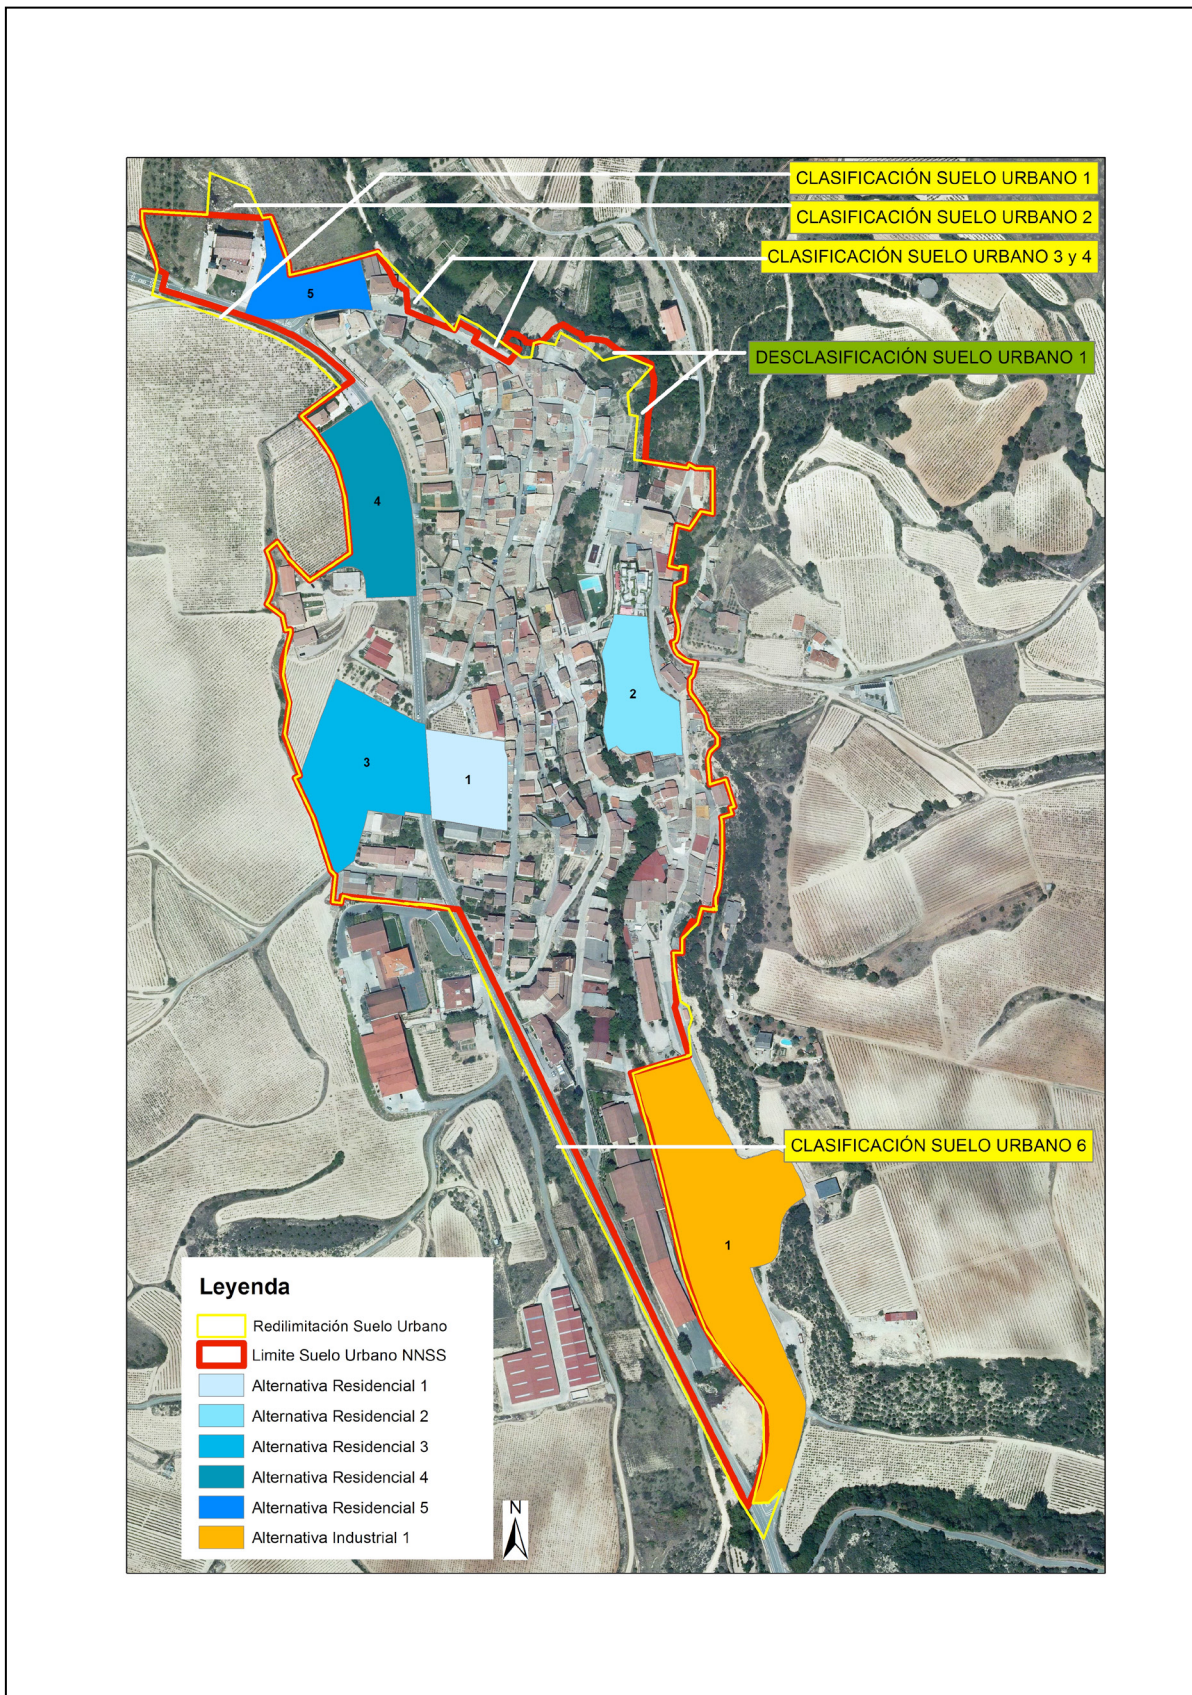 CLASIFICACIÓN SUELO URBANO 1
CLASIFICACIÓN SUELO URBANO 2
CLASIFICACIÓN SUELO URBANO 3 y 4
5
DESCLASIFICACIÓN SUELO URBANO 1
4
2
3
1
CLASIFICACIÓN SUELO URBANO 6
1
Leyenda
Redilimitación Suelo Urbano
Limite Suelo Urbano NNSS
Alternativa Residencial 1
Alternativa Residencial 2
Alternativa Residencial 3
Alternativa Residencial 4
Alternativa Residencial 5
Alternativa Industrial 1
N